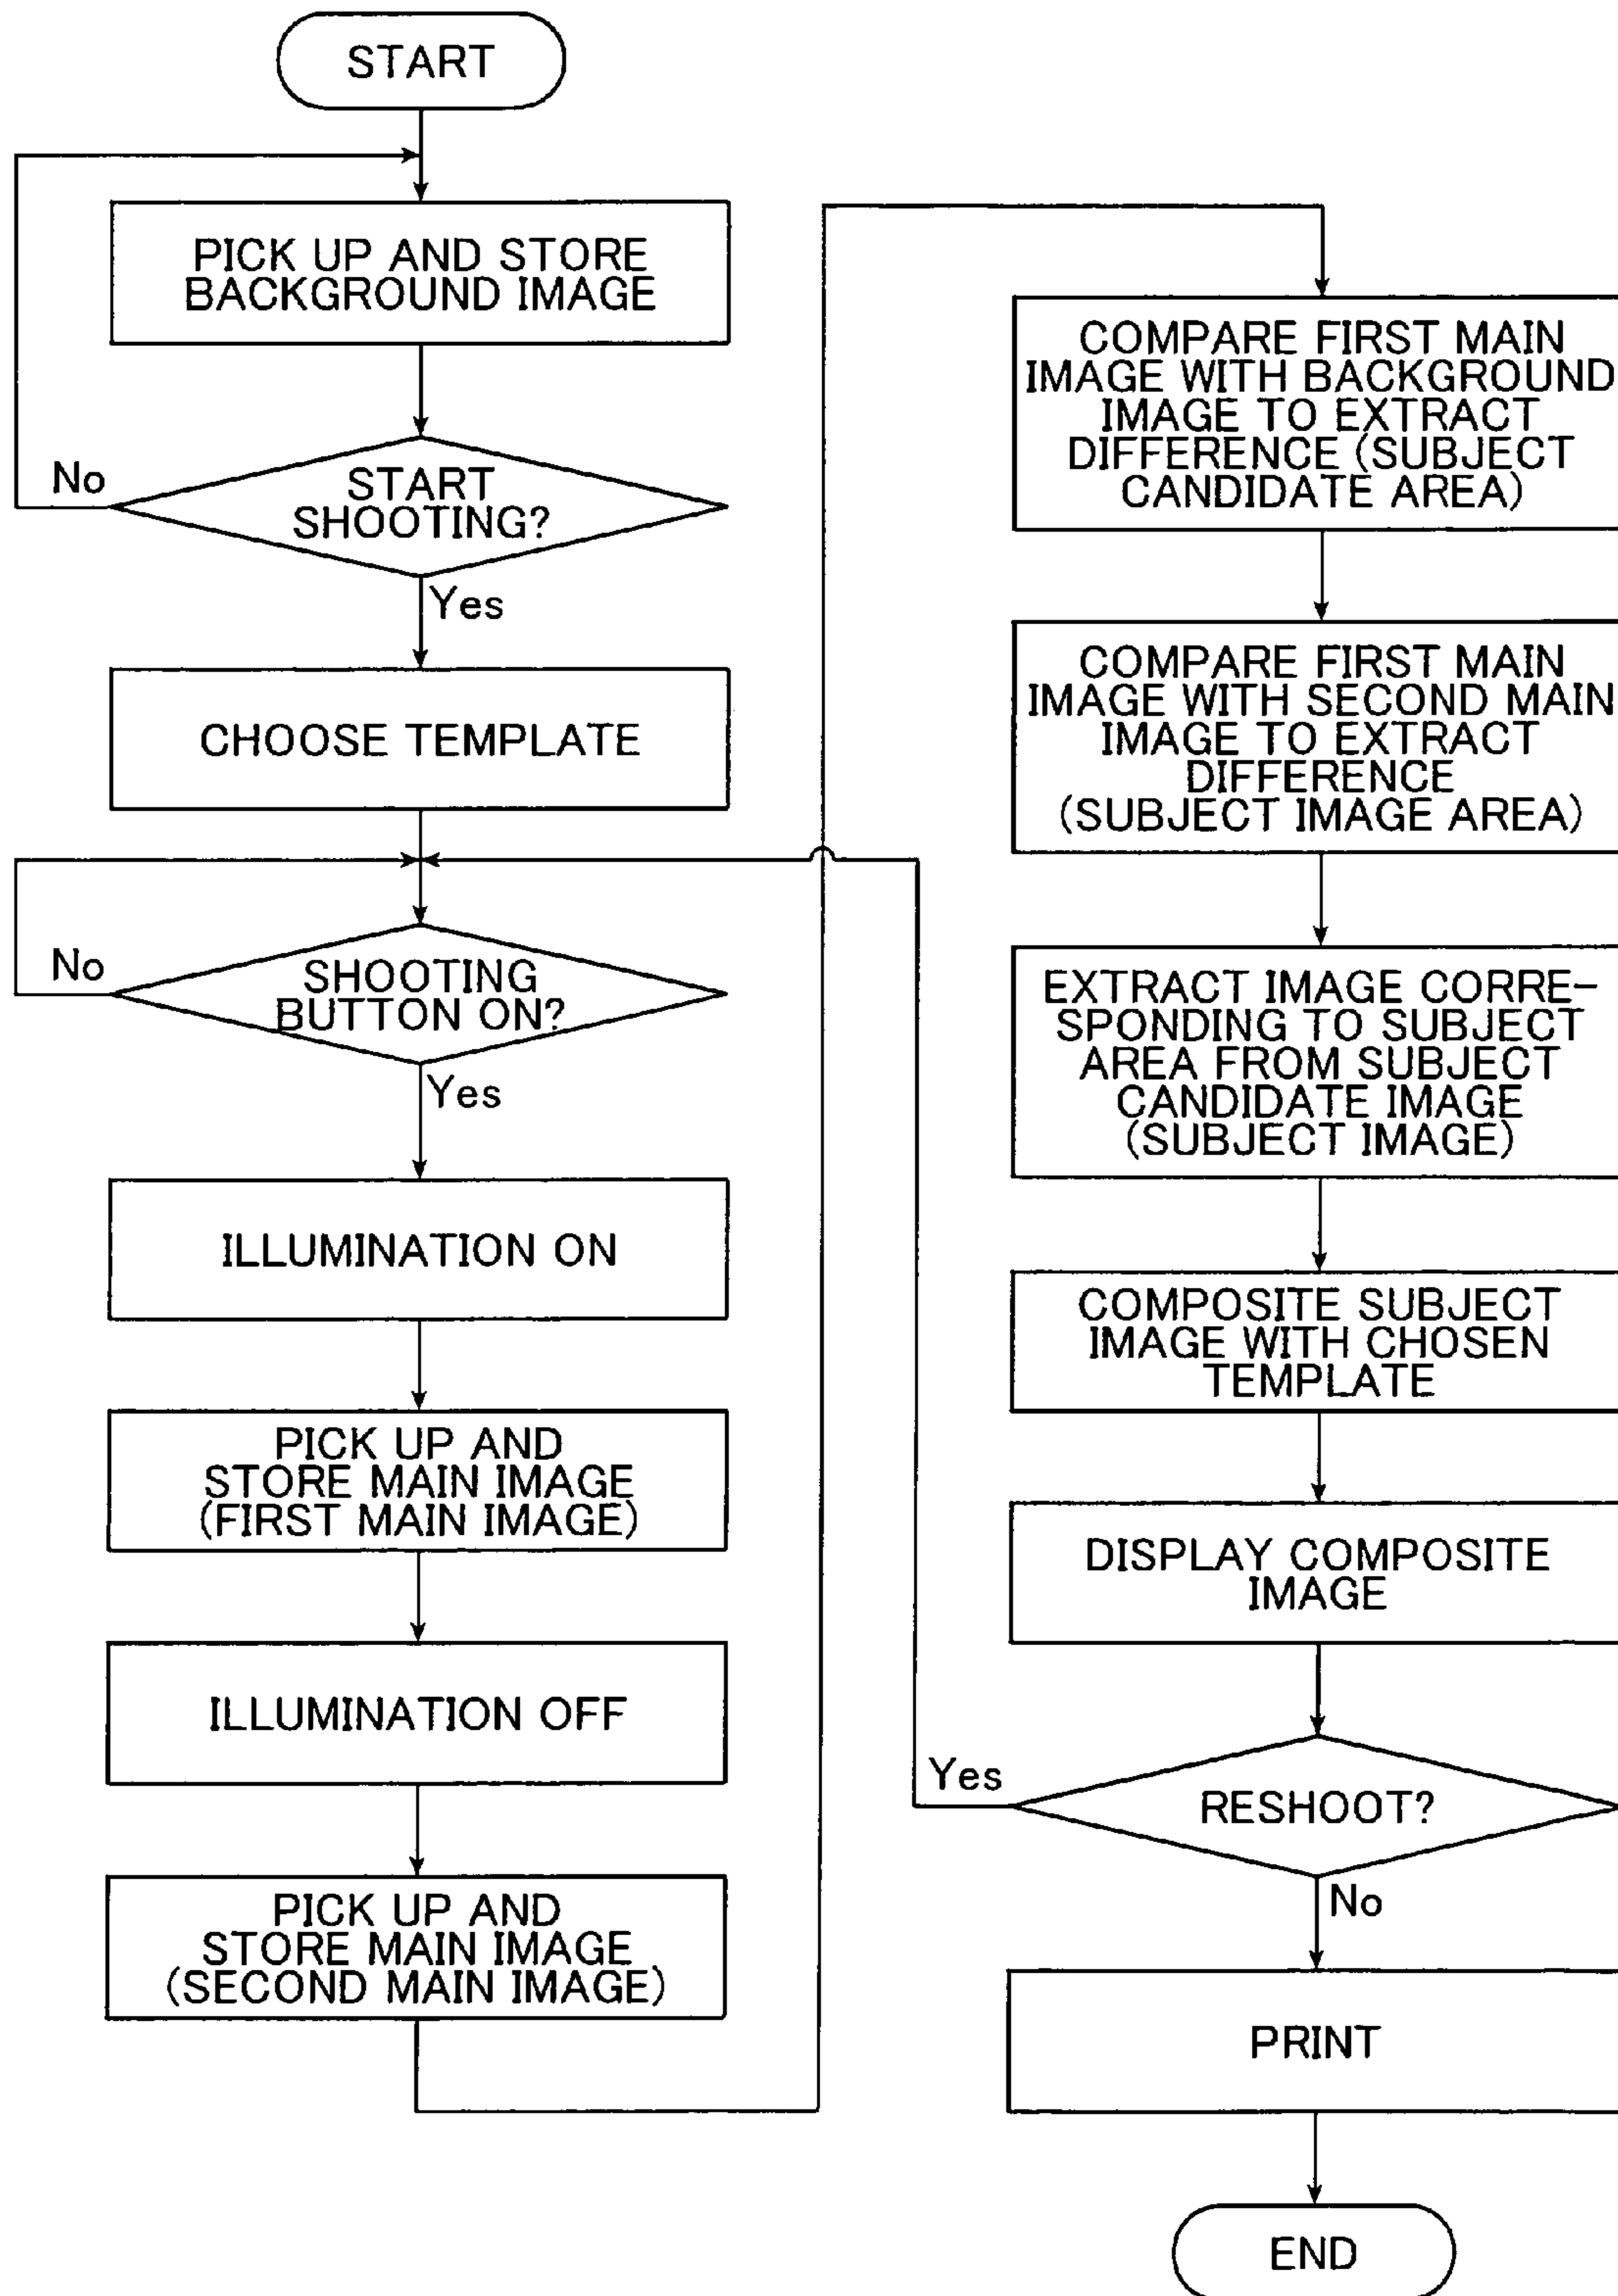 START
PICK UP AND STORE
BACKGROUND IMAGE
No
START
SHOOTING?
Yes
CHOOSE TEMPLATE
No
SHOOTING
BUTTON ON?
Yes
ILLUMINATION ON
PICK UP AND
STORE MAIN IMAGE
(FIRST MAIN IMAGE)
ILLUMINATION OFF
PICK UP AND
STORE MAIN IMAGE
(SECOND MAIN IMAGE)
COMPARE FIRST MAIN
IMAGE WITH BACKGROUND
IMAGE TO EXTRACT
DIFFERENCE (SUBJECT
CANDIDATE AREA)
COMPARE FIRST MAIN
IMAGE WITH SECOND MAIN
IMAGE TO EXTRACT
DIFFERENCE
(SUBJECT IMAGE AREA)
EXTRACT IMAGE CORRE-
SPONDING TO SUBJECT
AREA FROM SUBJECT
CANDIDATE IMAGE
(SUBJECT IMAGE)
COMPOSITE SUBJECT
IMAGE WITH CHOSEN
TEMPLATE
DISPLAY COMPOSITE
IMAGE
Yes
RESHOOT?
No
PRINT
END